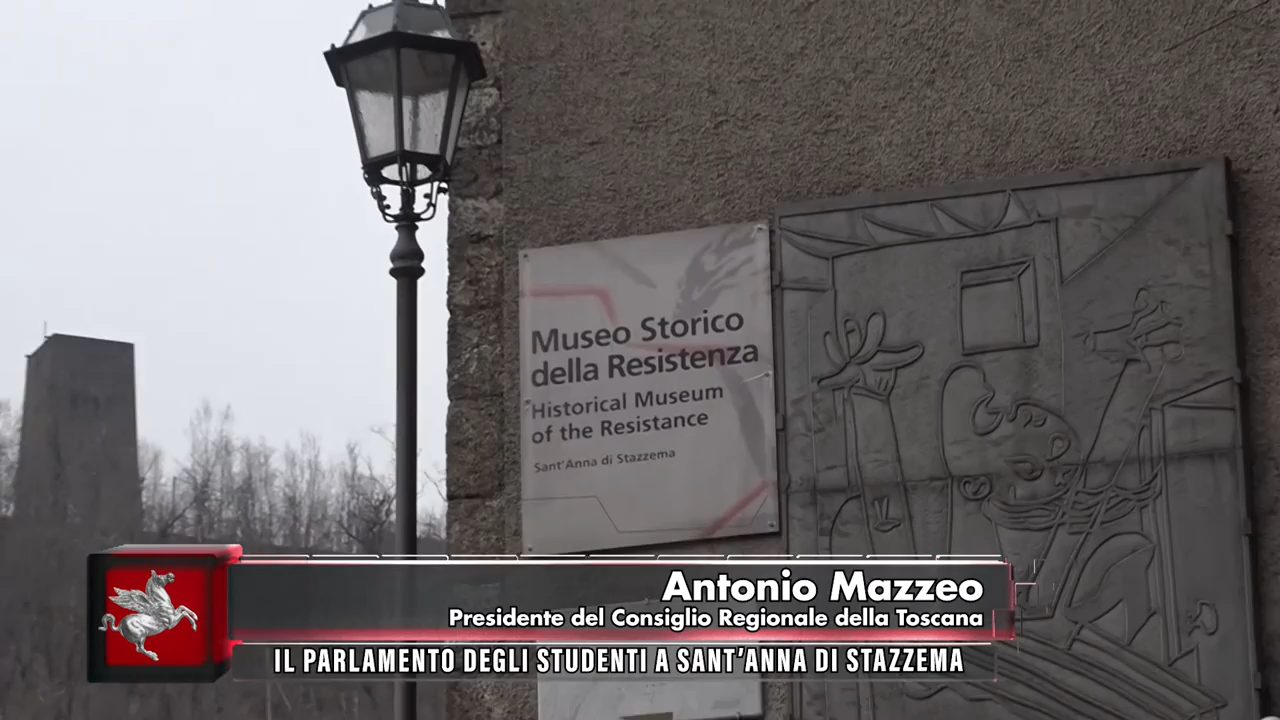 Museo Storico
della Resistenza
Historical Museum
of the Resistance
Sant'Anna di Stazzema
Antonio Mazzeo
Presidente del Consiglio Regionale della Toscana
IL PARLAMENTO DEGLI STUDENTI A SANT'ANNA DI STAZZEMA